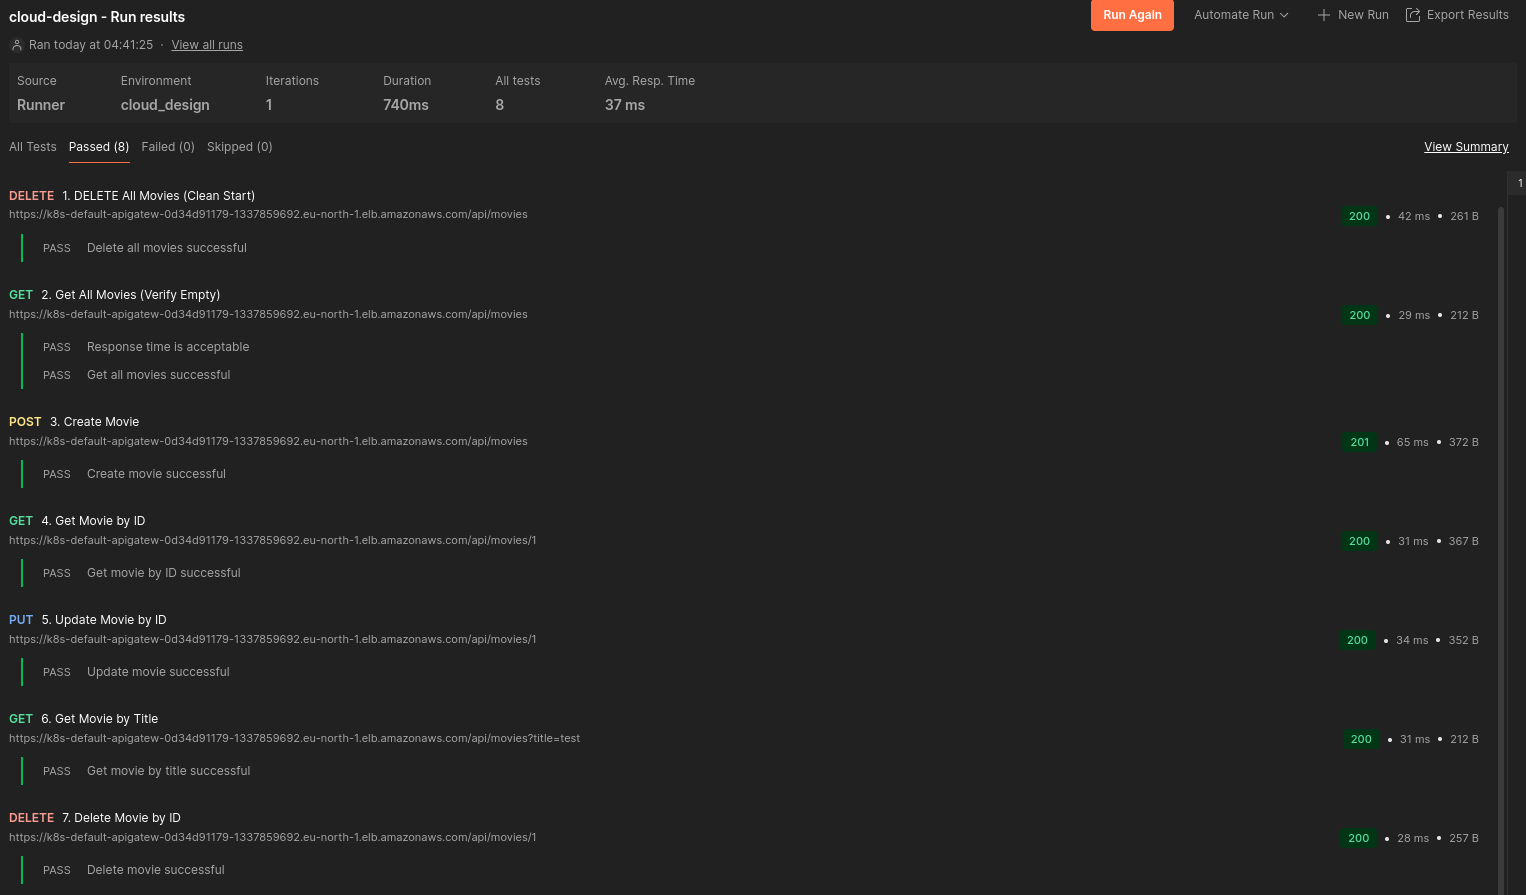 cloud-design - Run results
Run Again
Automate Run
New Run
Export Results
Ran today at 04:41:25 · View all runs
Source Environment Iterations Duration All tests Avg. Resp. Time
Runner cloud_design 1 740ms 8 37 ms
All Tests Passed (8) Failed (0) Skipped (0) View Summary
1
DELETE 1. DELETE All Movies (Clean Start)
https://k8s-default-apigatew-0d34d91179-1337859692.eu-north-1.elb.amazonaws.com/api/movies 200 • 42 ms • 261 B
PASS Delete all movies successful
GET 2. Get All Movies (Verify Empty)
https://k8s-default-apigatew-0d34d91179-1337859692.eu-north-1.elb.amazonaws.com/api/movies 200 • 29 ms • 212 B
PASS Response time is acceptable
PASS Get all movies successful
POST 3. Create Movie
https://k8s-default-apigatew-0d34d91179-1337859692.eu-north-1.elb.amazonaws.com/api/movies 201 • 65 ms • 372 B
PASS Create movie successful
GET 4. Get Movie by ID
https://k8s-default-apigatew-0d34d91179-1337859692.eu-north-1.elb.amazonaws.com/api/movies/1 200 • 31 ms • 367 B
PASS Get movie by ID successful
PUT 5. Update Movie by ID
https://k8s-default-apigatew-0d34d91179-1337859692.eu-north-1.elb.amazonaws.com/api/movies/1 200 • 34 ms • 352 B
PASS Update movie successful
GET 6. Get Movie by Title
https://k8s-default-apigatew-0d34d91179-1337859692.eu-north-1.elb.amazonaws.com/api/movies?title=test 200 • 31 ms • 212 B
PASS Get movie by title successful
DELETE 7. Delete Movie by ID
https://k8s-default-apigatew-0d34d91179-1337859692.eu-north-1.elb.amazonaws.com/api/movies/1 200 • 28 ms • 257 B
PASS Delete movie successful